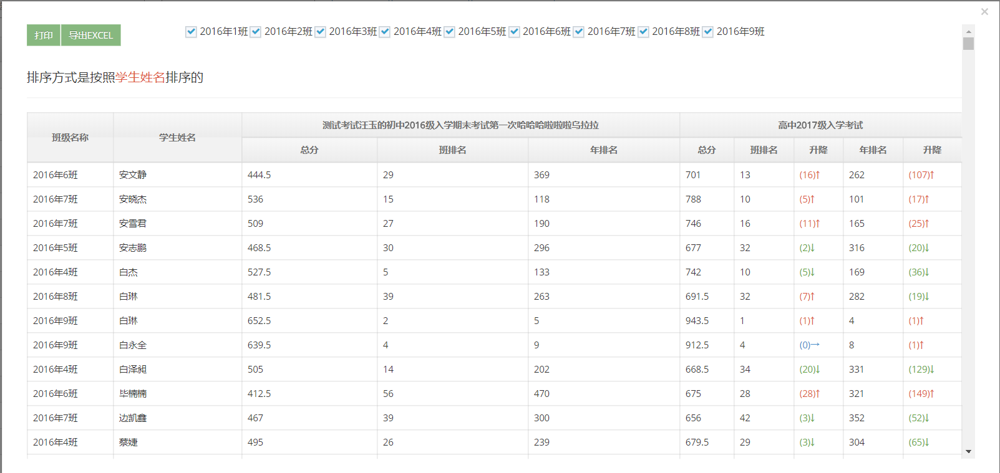 打印 导出EXCEL 2016年1班 2016年2班 2016年3班 2016年4班 2016年5班 2016年6班 2016年7班 2016年8班 2016年9班
排序方式是按照学生姓名排序的
班级名称 学生姓名 测试考试汪玉的初中2016级入学期末考试第一次哈哈哈啦啦啦乌拉拉 高中2017级入学考试
总分 班排名 年排名 总分 班排名 升降 年排名 升降
2016年6班 安文静 444.5 29 369 701 13 (16)↑ 262 (107)↑
2016年7班 安晓杰 536 15 118 788 10 (5)↑ 101 (17)↑
2016年7班 安雪君 509 27 190 746 16 (11)↑ 165 (25)↑
2016年5班 安志鹏 468.5 30 296 677 32 (2)↓ 316 (20)↓
2016年4班 白杰 527.5 5 133 742 10 (5)↓ 169 (36)↓
2016年8班 白琳 481.5 39 263 691.5 32 (7)↑ 282 (19)↓
2016年9班 白琳 652.5 2 5 943.5 1 (1)↑ 4 (1)↑
2016年9班 白永全 639.5 4 9 912.5 4 (0)→ 8 (1)↑
2016年4班 白泽昶 505 14 202 668.5 34 (20)↓ 331 (129)↓
2016年6班 毕楠楠 412.5 56 470 675 28 (28)↑ 321 (149)↑
2016年7班 边凯鑫 467 39 300 656 42 (3)↓ 352 (52)↓
2016年4班 蔡婕 495 26 239 679.5 29 (3)↓ 304 (65)↓